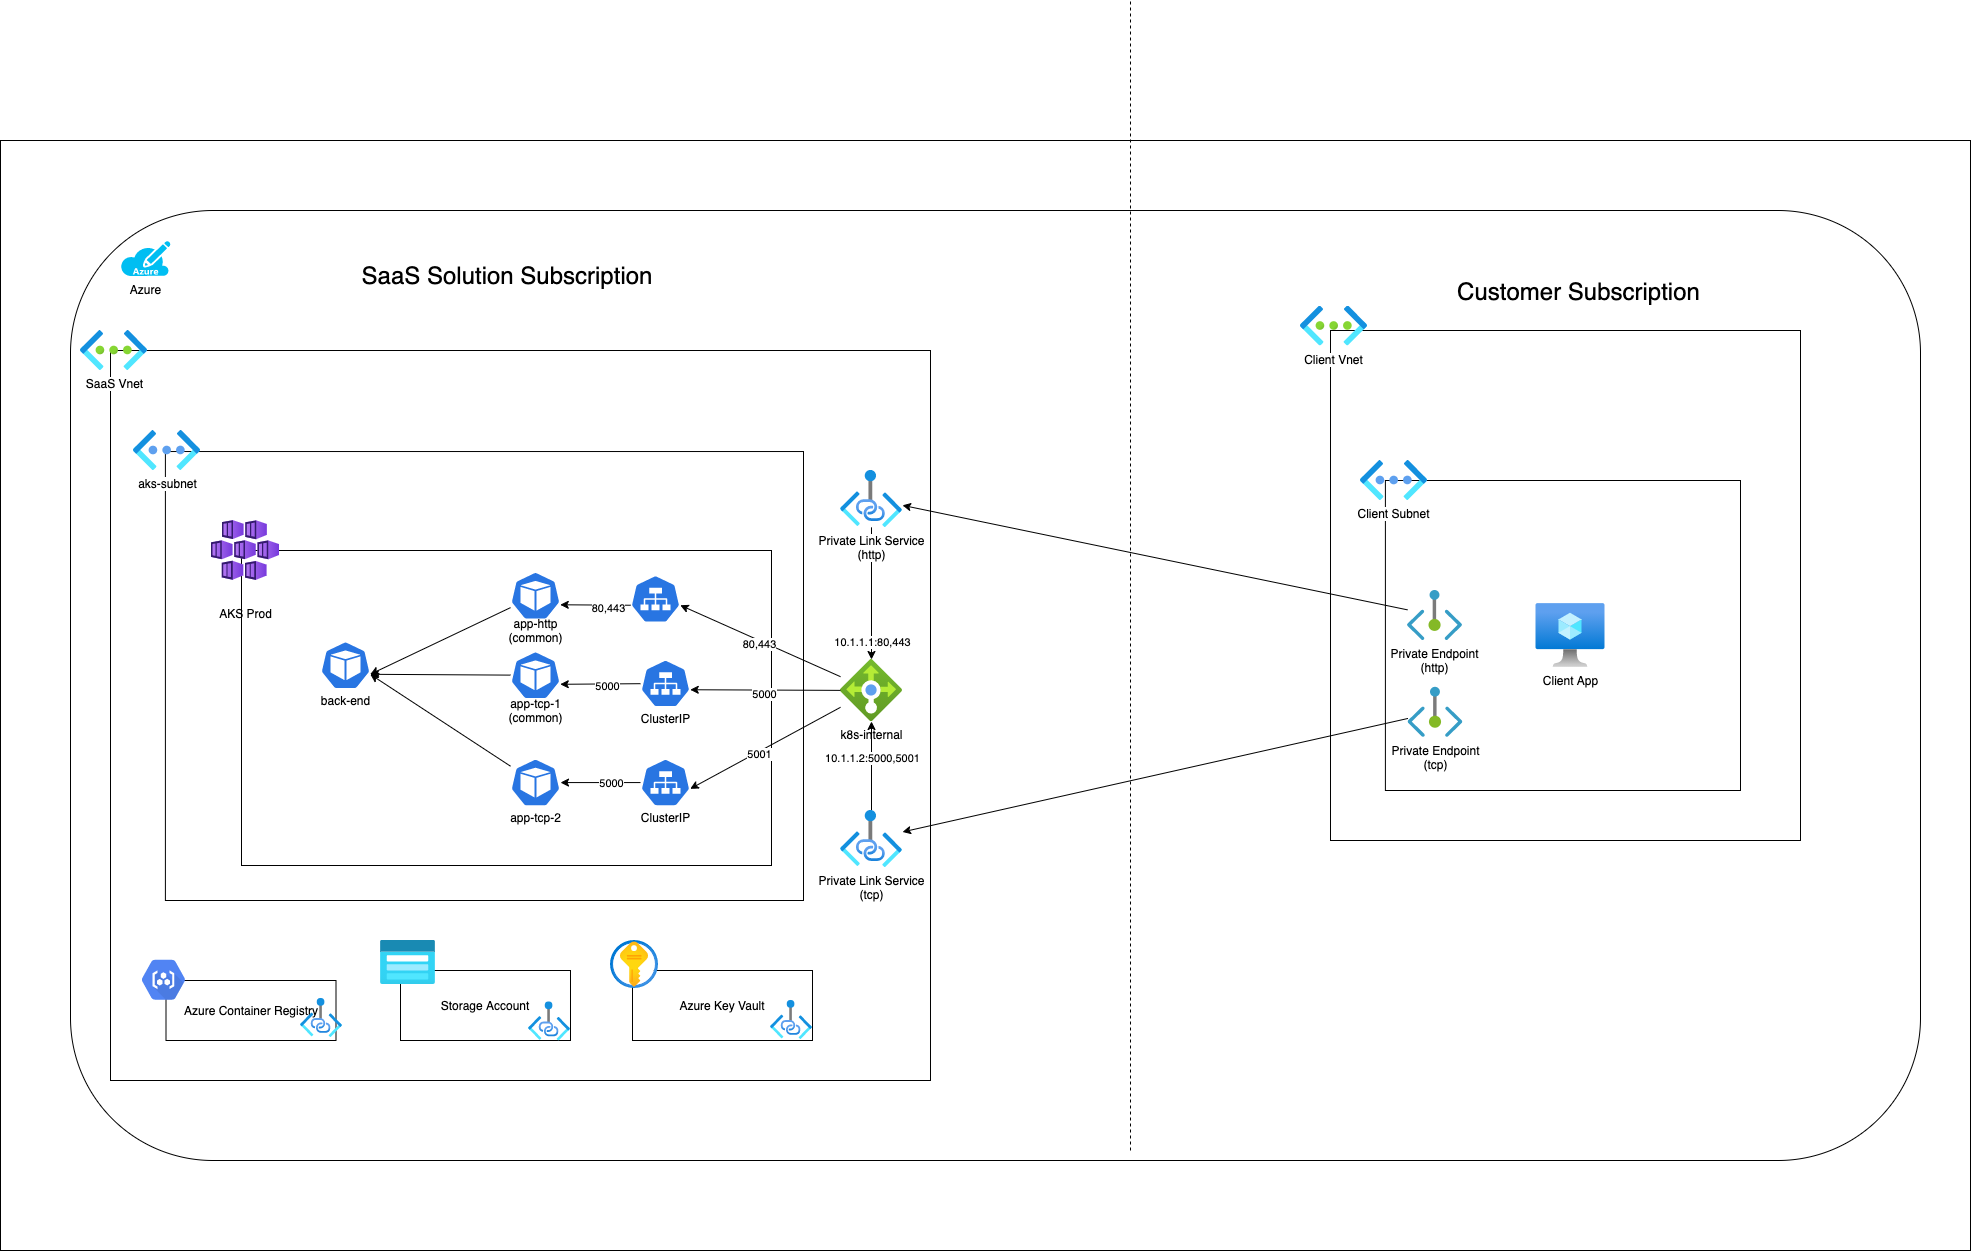 Azure
Azure
SaaS Solution Subscription
Customer Subscription
SaaS Vnet
Client Vnet
aks-subnet
Client Subnet
AKS Prod
Private Link Service
(http)
80,443
app-http
(common)
80,443
10.1.1.1:80,443
back-end
app-tcp-1
(common)
5000
ClusterIP
5000
k8s-internal
5001
10.1.1.2:5000,5001
app-tcp-2
5000
ClusterIP
Private Link Service
(tcp)
Private Endpoint
(http)
Client App
Private Endpoint
(tcp)
Azure Container Registry
Storage Account
Azure Key Vault